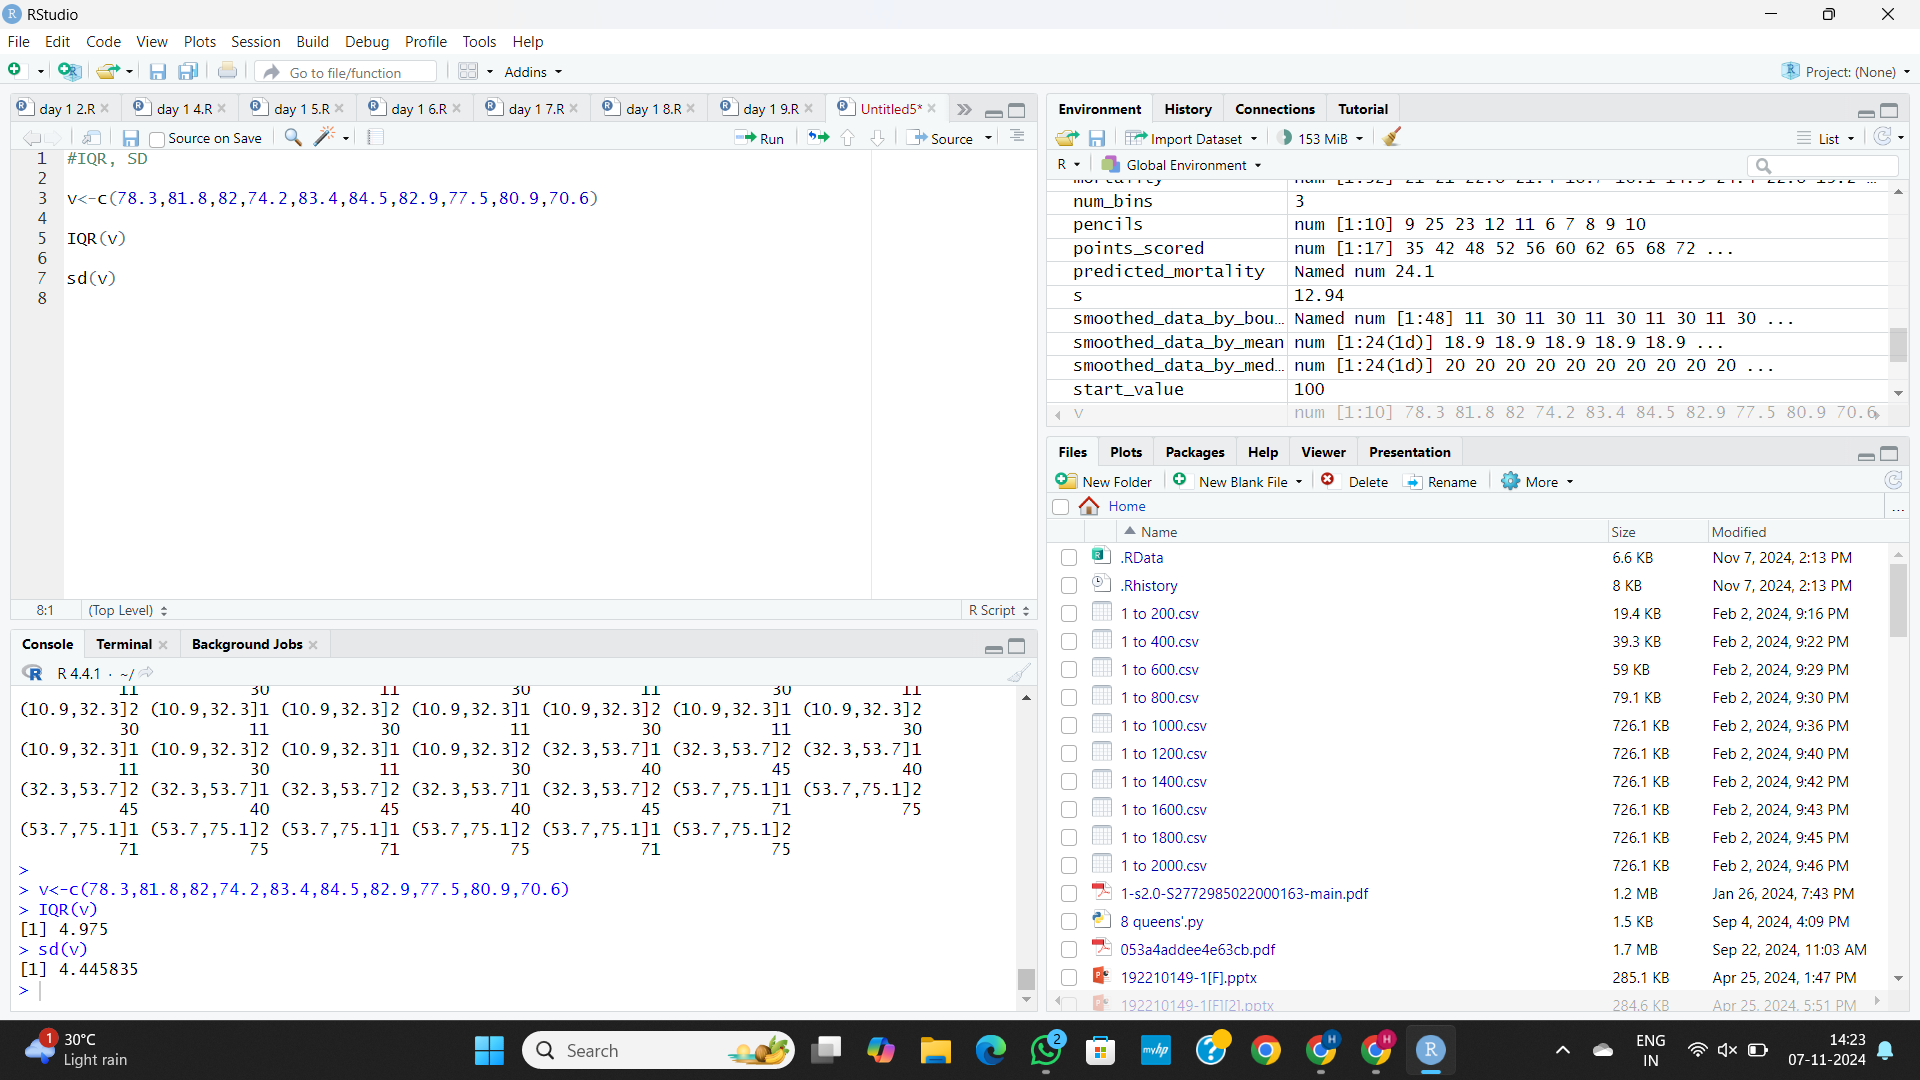 RStudio
File Edit Code View Plots Session Build Debug Profile Tools Help
Go to file/function Addins Project: (None)
day 1 2.R day 1 4.R day 1 5.R day 1 6.R day 1 7.R day 1 8.R day 1 9.R Untitled5*
Source on Save Run Source
1 #IQR, SD
2
3 v<-c(78.3,81.8,82,74.2,83.4,84.5,82.9,77.5,80.9,70.6)
4
5 IQR(v)
6
7 sd(v)
8
8:1 (Top Level) R Script
Console Terminal Background Jobs
R 4.4.1 · ~/
11 30 11 30 11 30 11
(10.9,32.3]2 (10.9,32.3]1 (10.9,32.3]2 (10.9,32.3]1 (10.9,32.3]2 (10.9,32.3]1 (10.9,32.3]2
30 11 30 11 30 11 30
(10.9,32.3]1 (10.9,32.3]2 (10.9,32.3]1 (10.9,32.3]2 (32.3,53.7]1 (32.3,53.7]2 (32.3,53.7]1
11 30 11 30 40 45 40
(32.3,53.7]2 (32.3,53.7]1 (32.3,53.7]2 (32.3,53.7]1 (32.3,53.7]2 (53.7,75.1]1 (53.7,75.1]2
45 40 45 40 45 71 75
(53.7,75.1]1 (53.7,75.1]2 (53.7,75.1]1 (53.7,75.1]2 (53.7,75.1]1 (53.7,75.1]2
71 75 71 75 71 75
>
> v<-c(78.3,81.8,82,74.2,83.4,84.5,82.9,77.5,80.9,70.6)
> IQR(v)
[1] 4.975
> sd(v)
[1] 4.445835
>
Environment History Connections Tutorial
Import Dataset 153 MiB List
R Global Environment
num_bins 3
pencils num [1:10] 9 25 23 12 11 6 7 8 9 10
points_scored num [1:17] 35 42 48 52 56 60 62 65 68 72 ...
predicted_mortality Named num 24.1
s 12.94
smoothed_data_by_bou... Named num [1:48] 11 30 11 30 11 30 11 30 11 30 ...
smoothed_data_by_mean num [1:24(1d)] 18.9 18.9 18.9 18.9 18.9 ...
smoothed_data_by_med... num [1:24(1d)] 20 20 20 20 20 20 20 20 20 20 ...
start_value 100
v num [1:10] 78.3 81.8 82 74.2 83.4 84.5 82.9 77.5 80.9 70.6
Files Plots Packages Help Viewer Presentation
New Folder New Blank File Delete Rename More
Home ...
Name Size Modified
.RData 6.6 KB Nov 7, 2024, 2:13 PM
.Rhistory 8 KB Nov 7, 2024, 2:13 PM
1 to 200.csv 19.4 KB Feb 2, 2024, 9:16 PM
1 to 400.csv 39.3 KB Feb 2, 2024, 9:22 PM
1 to 600.csv 59 KB Feb 2, 2024, 9:29 PM
1 to 800.csv 79.1 KB Feb 2, 2024, 9:30 PM
1 to 1000.csv 726.1 KB Feb 2, 2024, 9:36 PM
1 to 1200.csv 726.1 KB Feb 2, 2024, 9:40 PM
1 to 1400.csv 726.1 KB Feb 2, 2024, 9:42 PM
1 to 1600.csv 726.1 KB Feb 2, 2024, 9:43 PM
1 to 1800.csv 726.1 KB Feb 2, 2024, 9:45 PM
1 to 2000.csv 726.1 KB Feb 2, 2024, 9:46 PM
1-s2.0-S2772985022000163-main.pdf 1.2 MB Jan 26, 2024, 7:43 PM
8 queens'.py 1.5 KB Sep 4, 2024, 4:09 PM
053a4addee4e63cb.pdf 1.7 MB Sep 22, 2024, 11:03 AM
192210149-1[F].pptx 285.1 KB Apr 25, 2024, 1:47 PM
192210149-1[F][2].pptx 284.6 KB Apr 25, 2024, 5:51 PM
1 30°C
Light rain
Search 2 myhp H H R
ENG
IN
14:23
07-11-2024